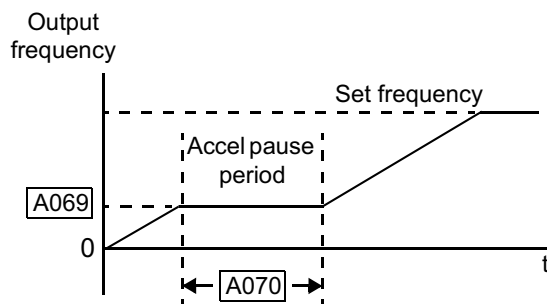 Output
frequency
Set frequency
Accel pause
period
A069
0
t
A070